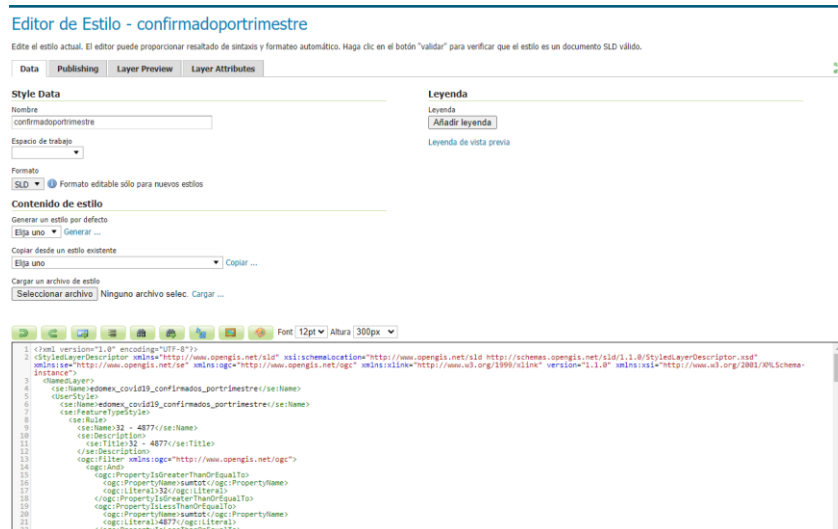 Editor de Estilo - confirmadoportrimestre
Edite el estilo actual. El editor puede proporcionar resaltado de sintaxis y formateo automático. Haga clic en el botón "validar" para verificar que el estilo es un documento SLD válido.
Data Publishing Layer Preview Layer Attributes
Style Data
Nombre
confirmadoportrimestre
Espacio de trabajo
Formato
SLD Formato editable sólo para nuevos estilos
Contenido de estilo
Generar un estilo por defecto
Elija uno Generar ...
Copiar desde un estilo existente
Elija uno Copiar ...
Cargar un archivo de estilo
Seleccionar archivo Ninguno archivo selec. Cargar ...
Leyenda
Leyenda
Añadir leyenda
Leyenda de vista previa
Font 12pt Altura 300px
1 <?xml version="1.0" encoding="UTF-8"?>
2 <StyledLayerDescriptor xmlns="http://www.opengis.net/sld" xsi:schemaLocation="http://www.opengis.net/sld http://schemas.opengis.net/sld/1.1.0/StyledLayerDescriptor.xsd"
xmlns:se="http://www.opengis.net/se" xmlns:ogc="http://www.opengis.net/ogc" xmlns:xlink="http://www.w3.org/1999/xlink" version="1.1.0" xmlns:xsi="http://www.w3.org/2001/XMLSchema-
instance">
3 <NamedLayer>
4 <se:Name>edomex_covid19_confirmados_portrimestre</se:Name>
5 <UserStyle>
6 <se:Name>edomex_covid19_confirmados_portrimestre</se:Name>
7 <se:FeatureTypeStyle>
8 <se:Rule>
9 <se:Name>32 - 4877</se:Name>
10 <se:Description>
11 <se:Title>32 - 4877</se:Title>
12 </se:Description>
13 <ogc:Filter xmlns:ogc="http://www.opengis.net/ogc">
14 <ogc:And>
15 <ogc:PropertyIsGreaterThanOrEqualTo>
16 <ogc:PropertyName>sumtot</ogc:PropertyName>
17 <ogc:Literal>32</ogc:Literal>
18 </ogc:PropertyIsGreaterThanOrEqualTo>
19 <ogc:PropertyIsLessThanOrEqualTo>
20 <ogc:PropertyName>sumtot</ogc:PropertyName>
21 <ogc:Literal>4877</ogc:Literal>
</ogc:PropertyIsLessThanOrEqualTo>